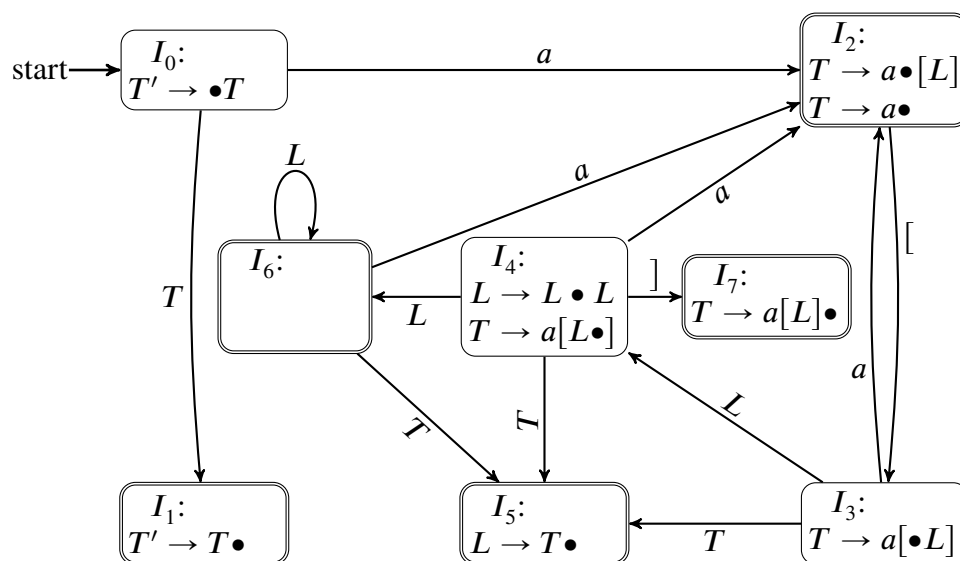 start
I₀:
T′ → •T
a
I₂:
T → a•[L]
T → a•
L
a
a
[
I₆:
I₄:
L → L • L
T → a[L•]
]
I₇:
T → a[L]•
L
T
a
T
T
L
I₁:
T′ → T•
I₅:
L → T•
T
I₃:
T → a[•L]